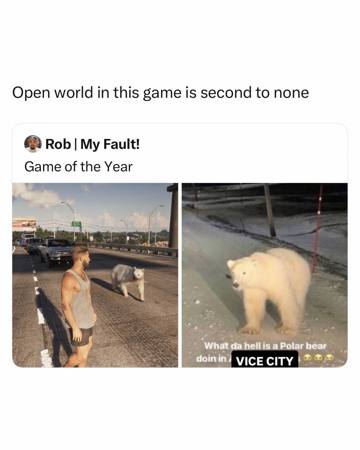 Open world in this game is second to none
Rob | My Fault!
Game of the Year
What da hell is a Polar bear
doin in
VICE CITY
😂😂😂